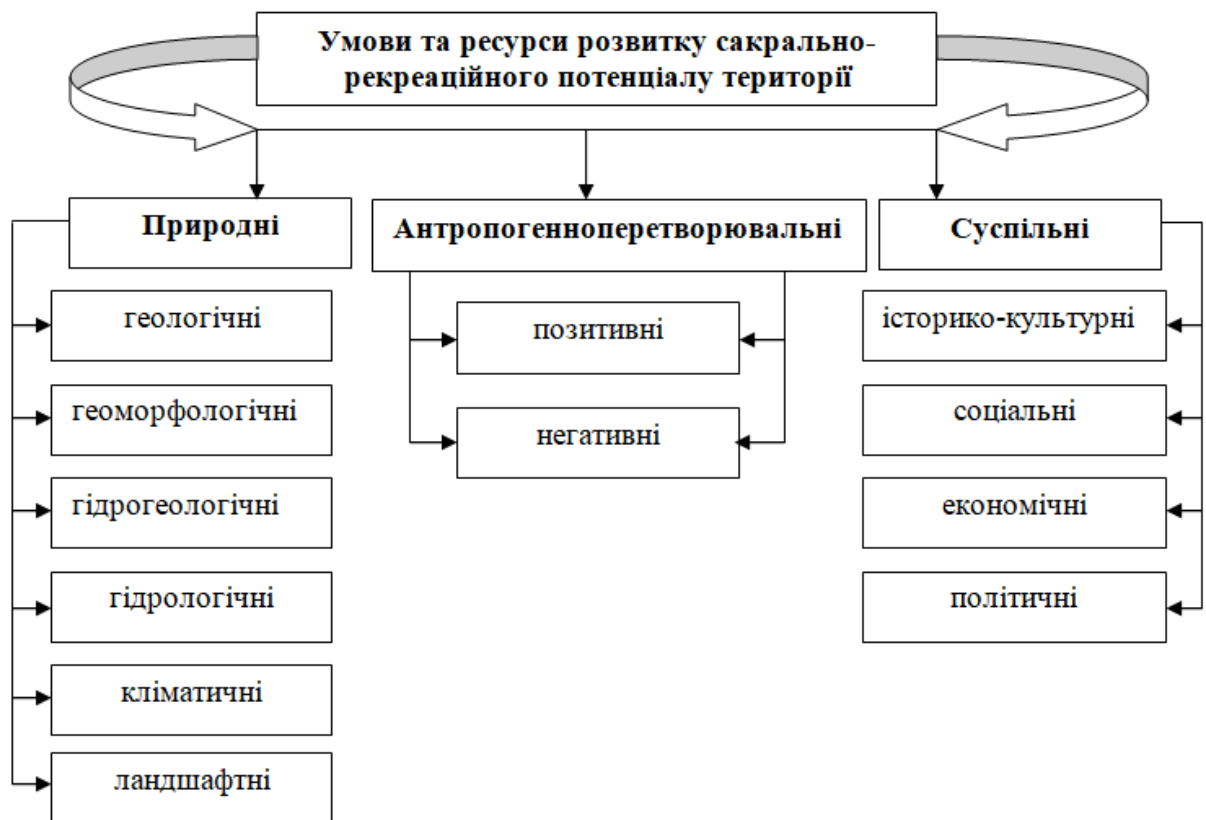 Умови та ресурси розвитку сакрально-
рекреаційного потенціалу території
Природні
Антропогенноперетворювальні
Суспільні
геологічні
геоморфологічні
гідрогеологічні
гідрологічні
кліматичні
ландшафтні
позитивні
негативні
історико-культурні
соціальні
економічні
політичні